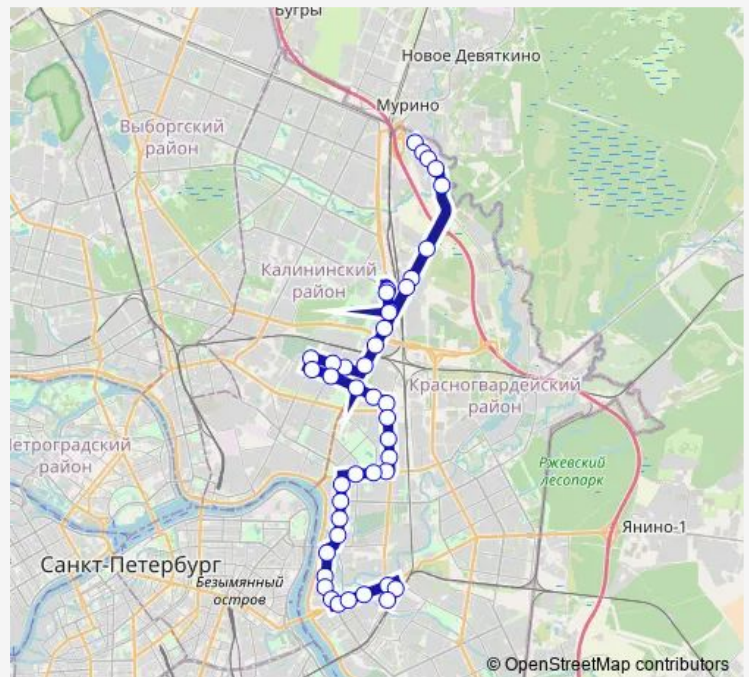 Бугры
Новое Девяткино
Мурино
Выборгский
район
Калининский
район
Красногвардейский
район
Петроградский
район
Ржевский
лесопарк
Янино-1
Санкт-Петербург
Безымянный
остров
© OpenStreetMap contributors